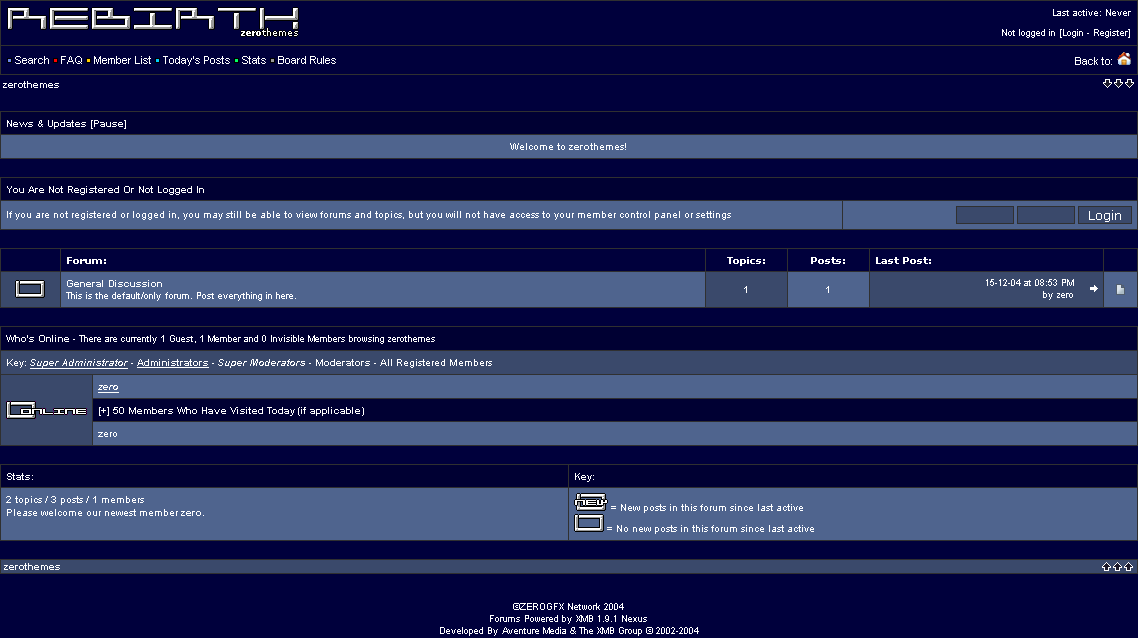 REBIRTH
zerothemes
Last active: Never
Not logged in [Login - Register]
Search FAQ Member List Today's Posts Stats Board Rules
Back to:
zerothemes
News & Updates [Pause]
Welcome to zerothemes!
You Are Not Registered Or Not Logged In
If you are not registered or logged in, you may still be able to view forums and topics, but you will not have access to your member control panel or settings
Login
Forum: Topics: Posts: Last Post:
General Discussion
This is the default/only forum. Post everything in here.
1 1
15-12-04 at 08:53 PM
by zero
Who's Online - There are currently 1 Guest, 1 Member and 0 Invisible Members browsing zerothemes
Key: Super Administrator - Administrators - Super Moderators - Moderators - All Registered Members
ONLINE
zero
[+] 50 Members Who Have Visited Today (if applicable)
zero
Stats:
2 topics / 3 posts / 1 members
Please welcome our newest member zero.
Key:
NEW = New posts in this forum since last active
= No new posts in this forum since last active
zerothemes
©ZEROGFX Network 2004
Forums Powered by XMB 1.9.1 Nexus
Developed By Aventure Media & The XMB Group © 2002-2004